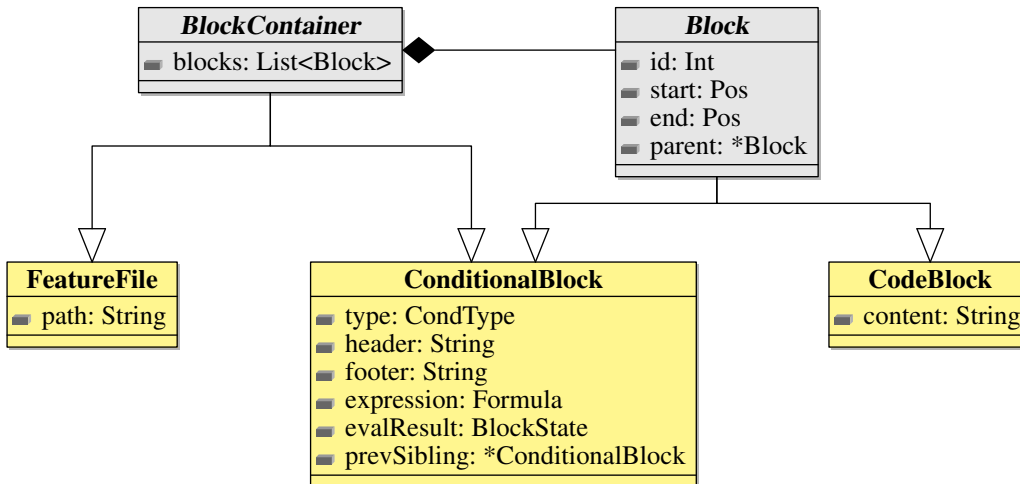 BlockContainer
blocks: List<Block>
Block
id: Int
start: Pos
end: Pos
parent: *Block
FeatureFile
path: String
ConditionalBlock
type: CondType
header: String
footer: String
expression: Formula
evalResult: BlockState
prevSibling: *ConditionalBlock
CodeBlock
content: String